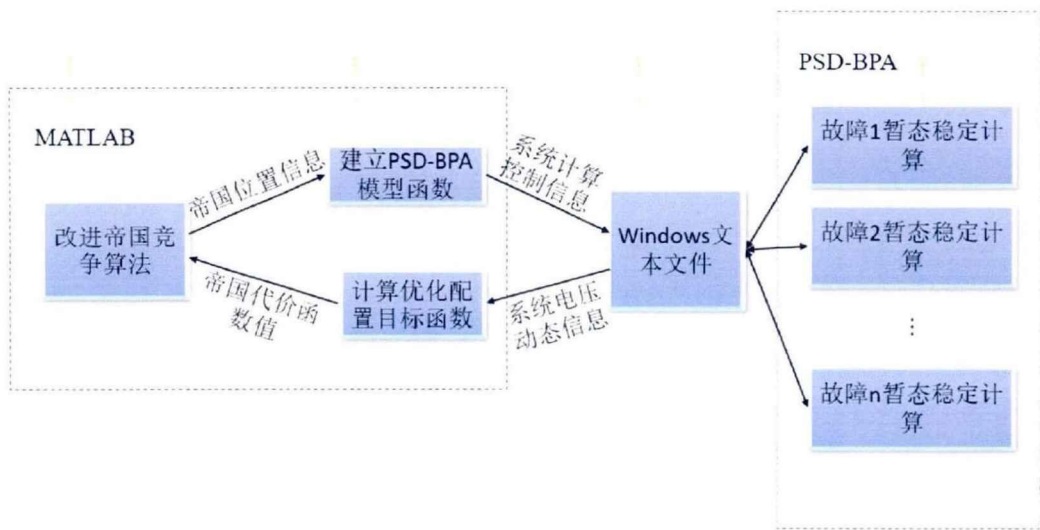 PSD-BPA
MATLAB
改进帝国竞
争算法
帝国位置信息
建立PSD-BPA
模型函数
帝国代价函
数值
计算优化配
置目标函数
系统计算
控制信息
系统电压
动态信息
Windows文
本文件
故障1暂态稳定计
算
故障2暂态稳定计
算
⋮
故障n暂态稳定计
算